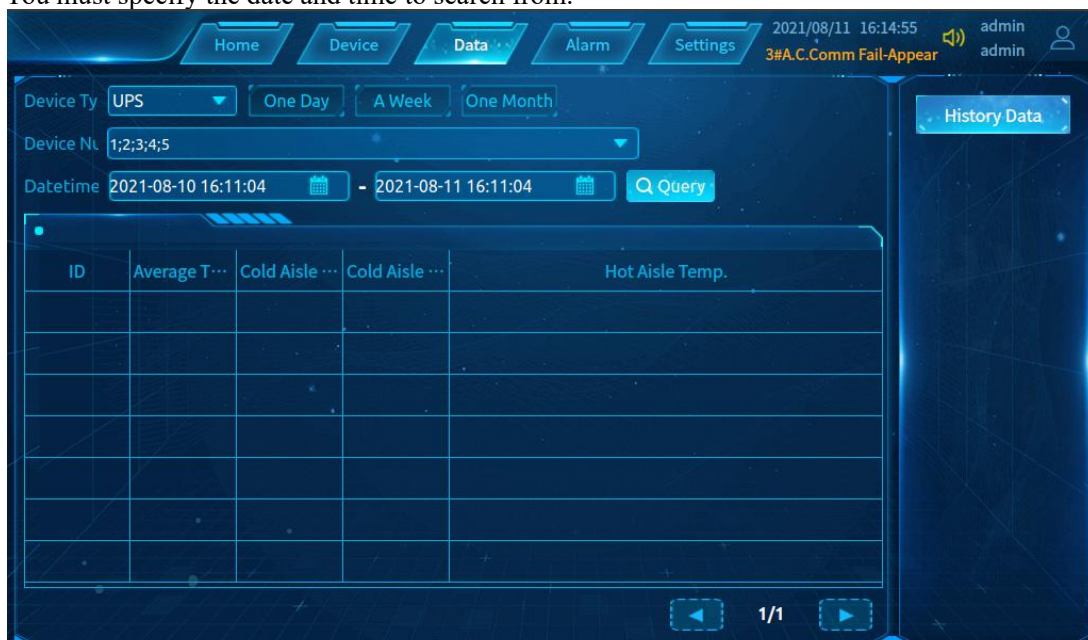 You must specify the date and time to search from.
Home Device Data Alarm Settings 2021/08/11 16:14:55 admin
3#A.C.Comm Fail-Appear admin
Device Ty UPS One Day A Week One Month
History Data
Device Nu 1;2;3;4;5
Datetime 2021-08-10 16:11:04 - 2021-08-11 16:11:04 Query
ID Average T··· Cold Aisle ··· Cold Aisle ··· Hot Aisle Temp.
1/1